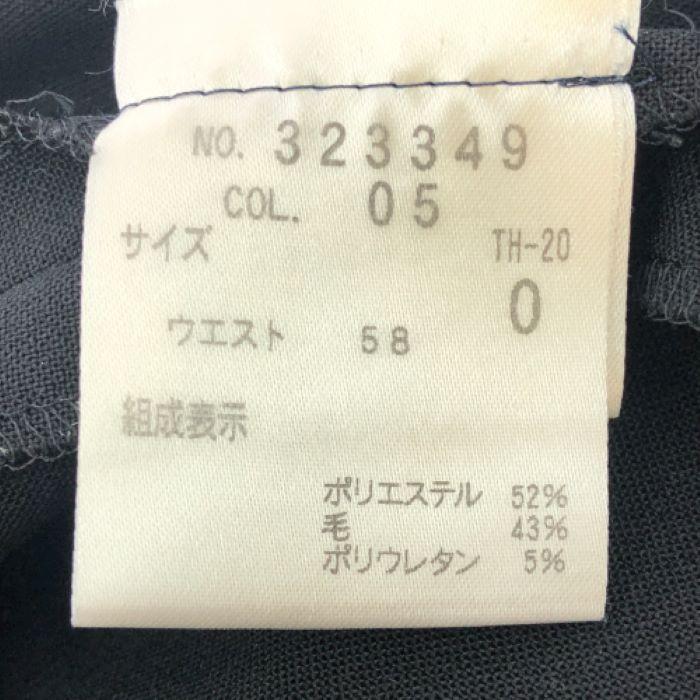 NO. 323349
COL. 05
サイズ TH-20
0
ウエスト 58
組成表示
ポリエステル 52%
毛 43%
ポリウレタン 5%